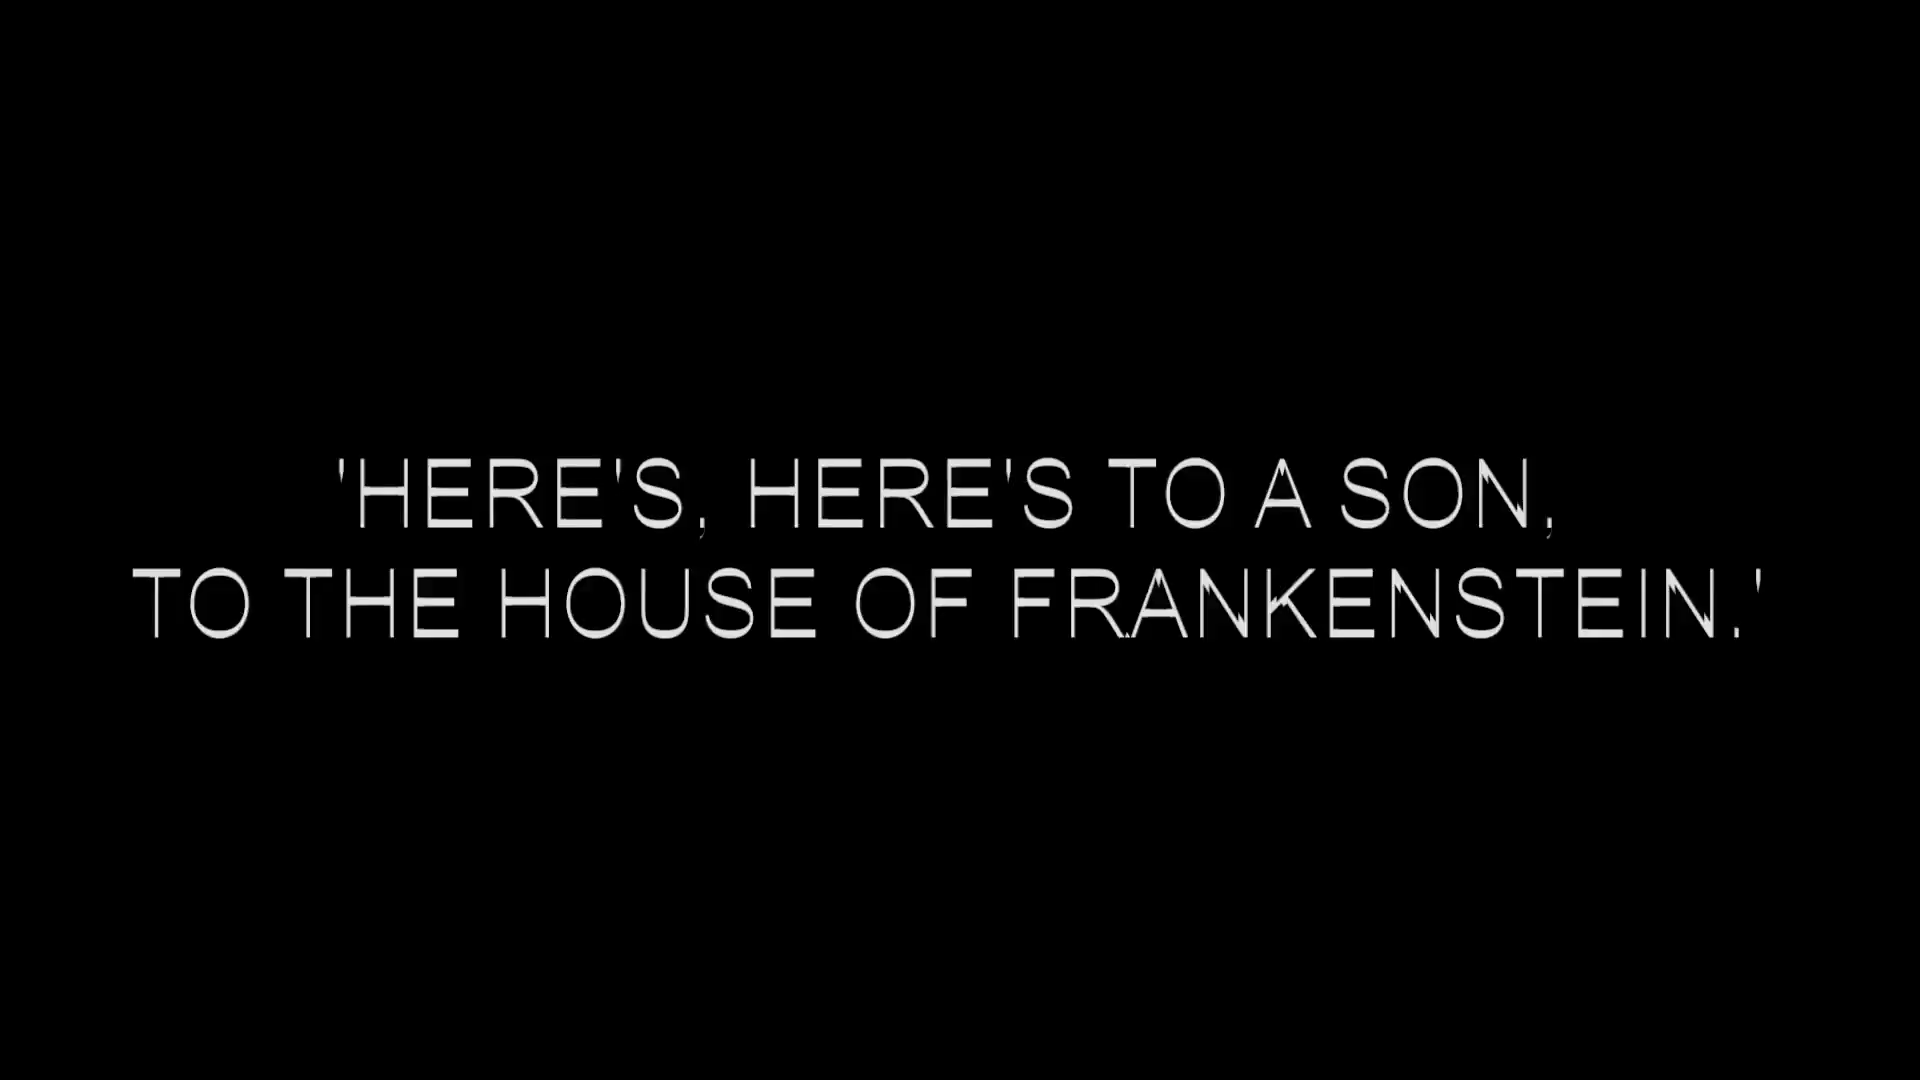 'HERE'S, HERE'S TO A SON,
TO THE HOUSE OF FRANKENSTEIN.'